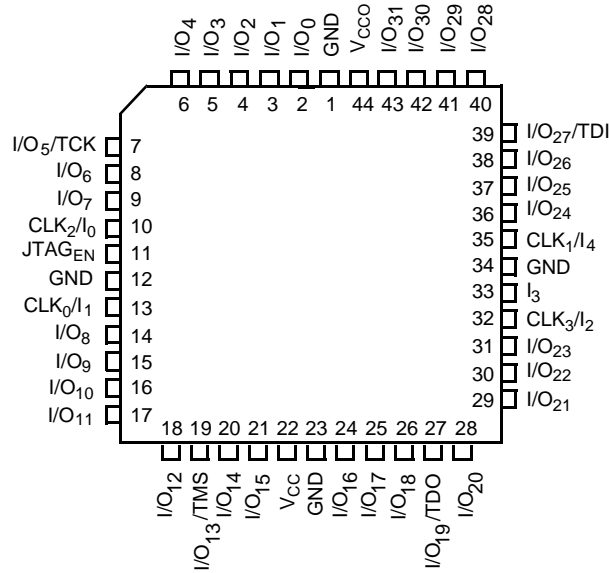 I/O4 I/O3 I/O2 I/O1 I/O0 GND VCCO I/O31 I/O30 I/O29 I/O28
6 5 4 3 2 1 44 43 42 41 40
I/O5/TCK 7
I/O6 8
I/O7 9
CLK2/I0 10
JTAGEN 11
GND 12
CLK0/I1 13
I/O8 14
I/O9 15
I/O10 16
I/O11 17
39 I/O27/TDI
38 I/O26
37 I/O25
36 I/O24
35 CLK1/I4
34 GND
33 I3
32 CLK3/I2
31 I/O23
30 I/O22
29 I/O21
18 19 20 21 22 23 24 25 26 27 28
I/O12 I/O13/TMS I/O14 I/O15 VCC GND I/O16 I/O17 I/O18 I/O19/TDO I/O20